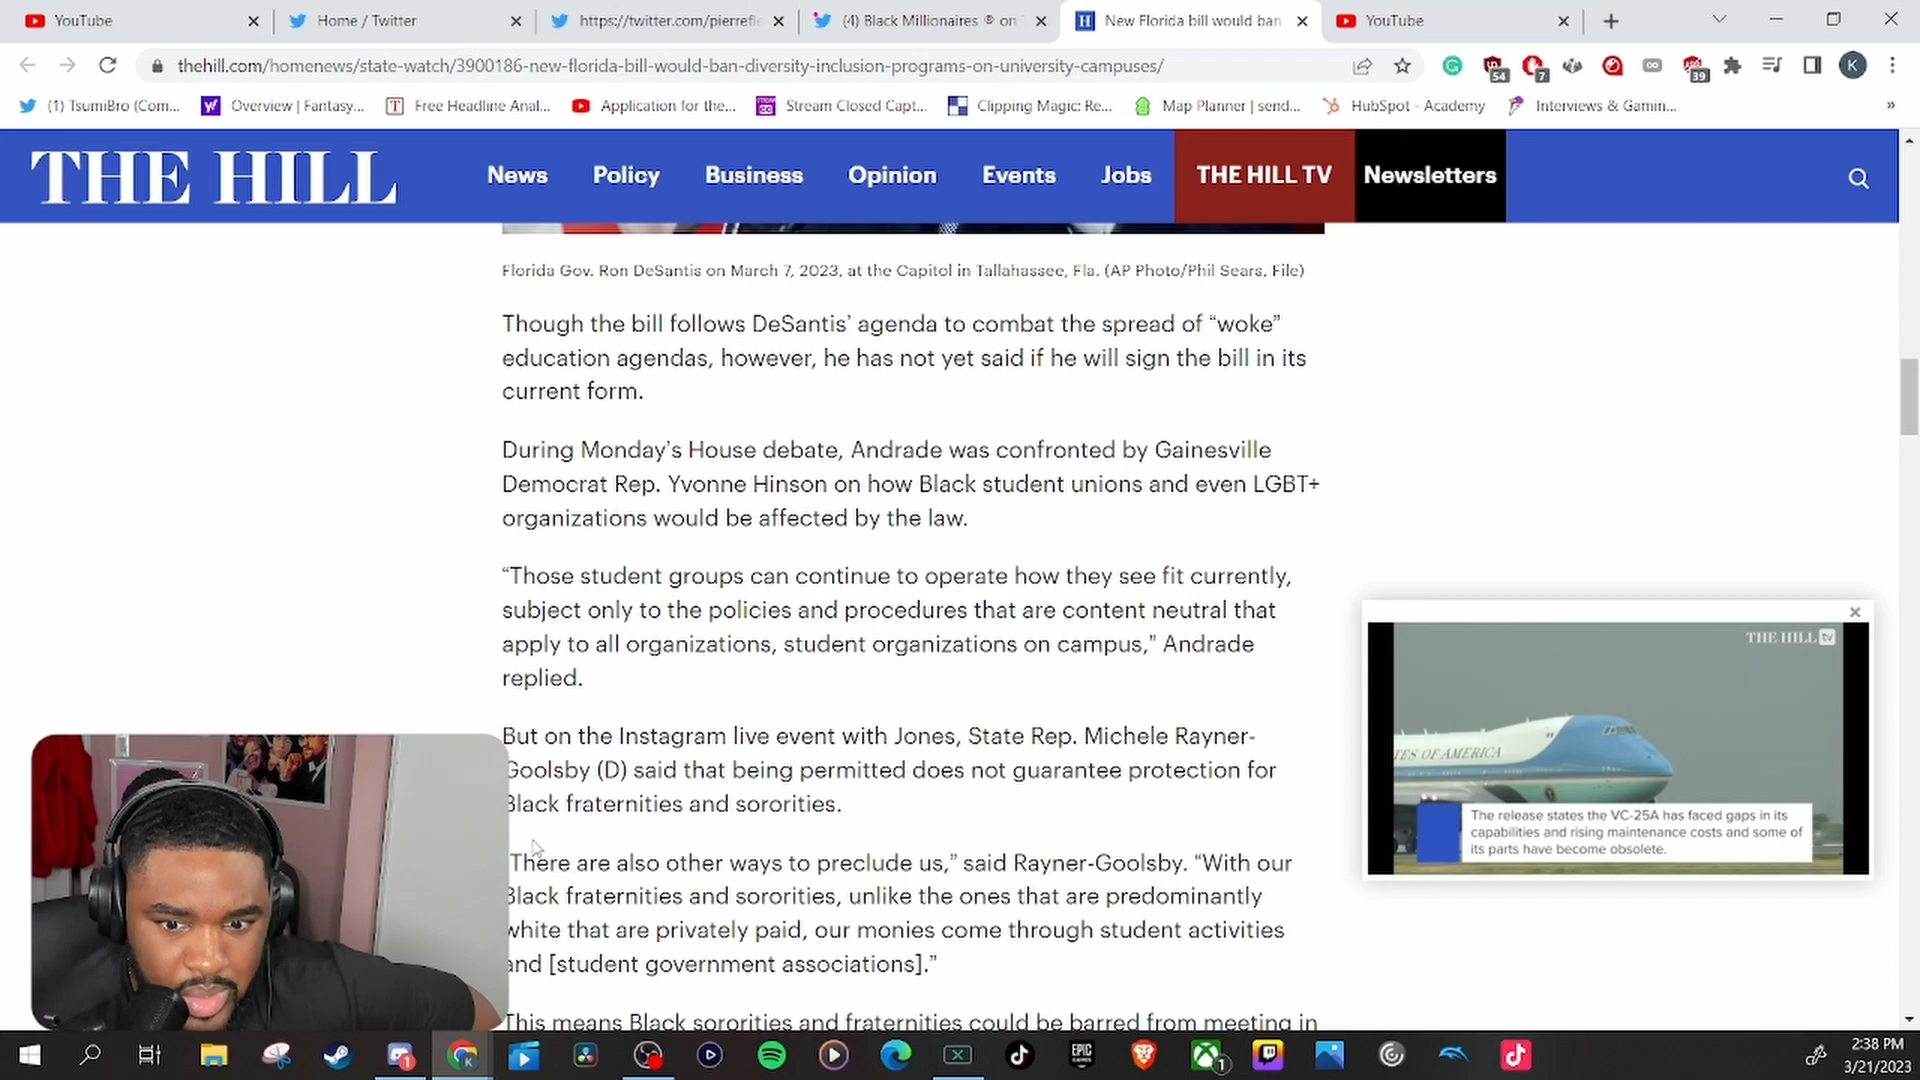 YouTube
Home / Twitter
https://twitter.com/pierrefle
(4) Black Millionaires ® on
New Florida bill would ban
YouTube
thehill.com/homenews/state-watch/3900186-new-florida-bill-would-ban-diversity-inclusion-programs-on-university-campuses/
54
7
39
K
(1) TsumiBro (Com...
Overview | Fantasy...
Free Headline Anal...
Application for the...
Stream Closed Capt...
Clipping Magic: Re...
Map Planner | send...
HubSpot - Academy
Interviews & Gamin...
»
THE HILL
News
Policy
Business
Opinion
Events
Jobs
THE HILL TV
Newsletters
Florida Gov. Ron DeSantis on March 7, 2023, at the Capitol in Tallahassee, Fla. (AP Photo/Phil Sears, File)
Though the bill follows DeSantis’ agenda to combat the spread of “woke”
education agendas, however, he has not yet said if he will sign the bill in its
current form.
During Monday’s House debate, Andrade was confronted by Gainesville
Democrat Rep. Yvonne Hinson on how Black student unions and even LGBT+
organizations would be affected by the law.
“Those student groups can continue to operate how they see fit currently,
subject only to the policies and procedures that are content neutral that
apply to all organizations, student organizations on campus,” Andrade
replied.
But on the Instagram live event with Jones, State Rep. Michele Rayner-
Goolsby (D) said that being permitted does not guarantee protection for
Black fraternities and sororities.
There are also other ways to preclude us,” said Rayner-Goolsby. “With our
Black fraternities and sororities, unlike the ones that are predominantly
white that are privately paid, our monies come through student activities
and [student government associations].”
This means Black sororities and fraternities could be barred from meeting in
THE HILL tv
TES OF AMERICA
The release states the VC-25A has faced gaps in its
capabilities and rising maintenance costs and some of
its parts have become obsolete.
EPIC
GAMES
1
1
2:38 PM
3/21/2023